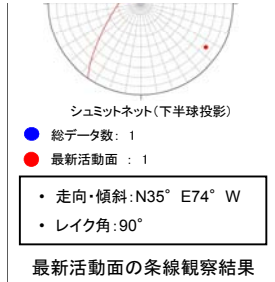 シュミットネット(下半球投影)
総データ数: 1
最新活動面 : 1
・ 走向・傾斜:N35° E74° W
・ レイク角:90°
最新活動面の条線観察結果